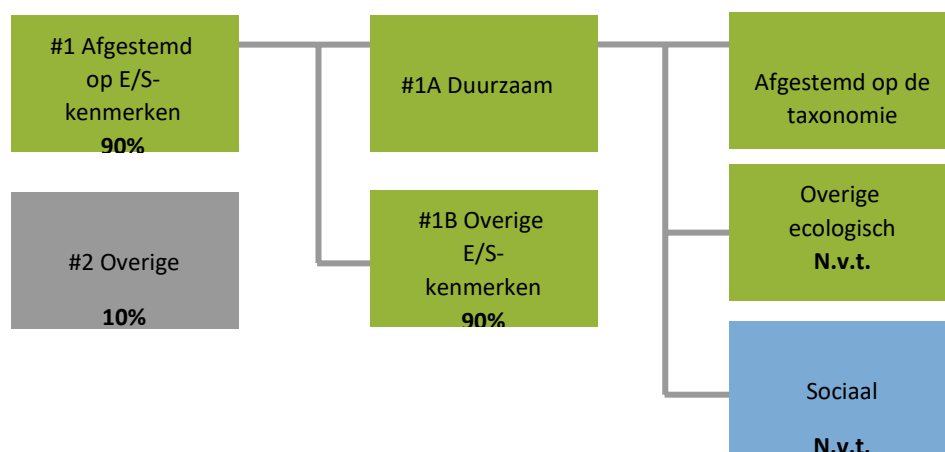 #1 Afgestemd
op E/S-
kenmerken
90%
#2 Overige
10%
#1A Duurzaam
#1B Overige
E/S-
kenmerken
90%
Afgestemd op de
taxonomie
Overige
ecologisch
N.v.t.
Sociaal
N.v.t.